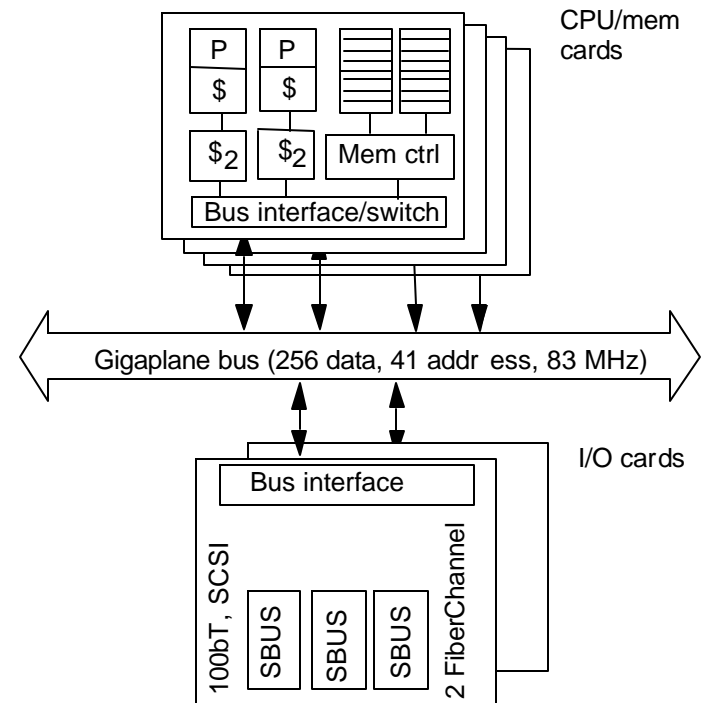 CPU/mem
cards
P P
$ $
$2 $2 Mem ctrl
Bus interface/switch
Gigaplane bus (256 data, 41 addr ess, 83 MHz)
I/O cards
Bus interface
100bT, SCSI
SBUS
SBUS
SBUS
2 FiberChannel